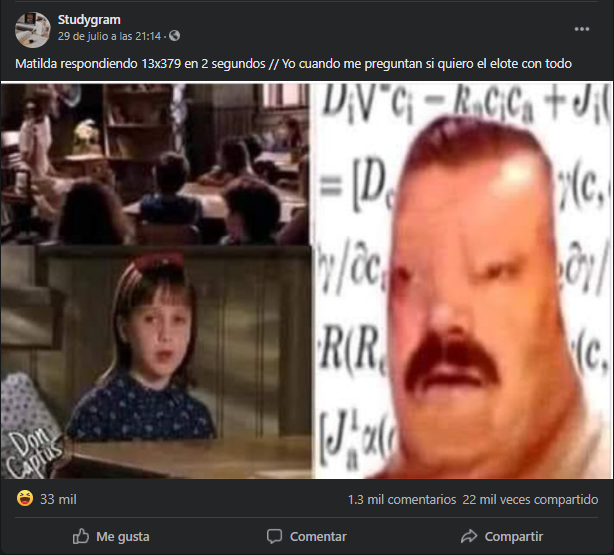 Studygram
29 de julio a las 21:14 ·
Matilda respondiendo 13x379 en 2 segundos // Yo cuando me preguntan si quiero el elote con todo
= [D
γ/∂c
R(R
Don
Captus
33 mil
1.3 mil comentarios 22 mil veces compartido
Me gusta
Comentar
Compartir